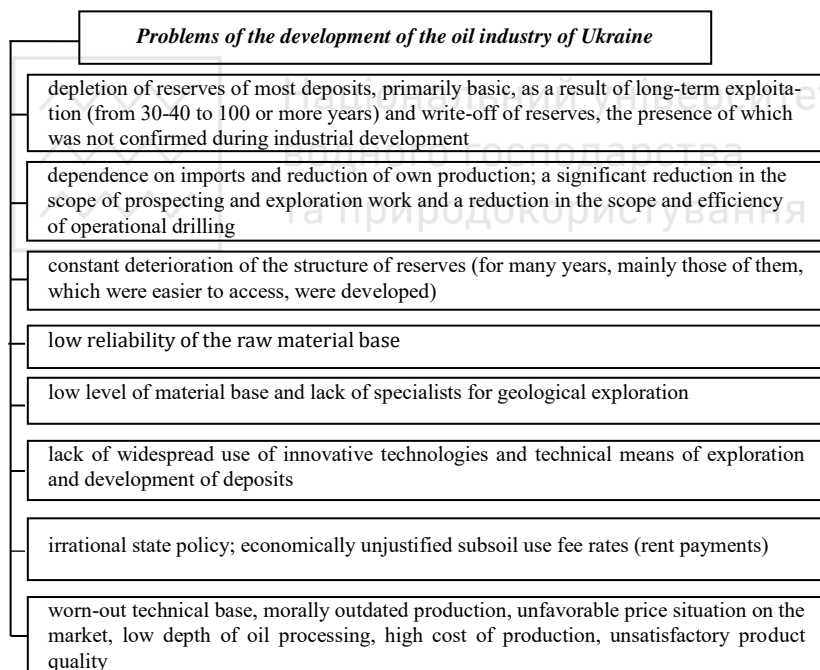 Problems of the development of the oil industry of Ukraine
depletion of reserves of most deposits, primarily basic, as a result of long-term exploita-
tion (from 30-40 to 100 or more years) and write-off of reserves, the presence of which
was not confirmed during industrial development
dependence on imports and reduction of own production; a significant reduction in the
scope of prospecting and exploration work and a reduction in the scope and efficiency
of operational drilling
constant deterioration of the structure of reserves (for many years, mainly those of them,
which were easier to access, were developed)
low reliability of the raw material base
low level of material base and lack of specialists for geological exploration
lack of widespread use of innovative technologies and technical means of exploration
and development of deposits
irrational state policy; economically unjustified subsoil use fee rates (rent payments)
worn-out technical base, morally outdated production, unfavorable price situation on the
market, low depth of oil processing, high cost of production, unsatisfactory product
quality
Національний університет
водного господарства
та природокористування